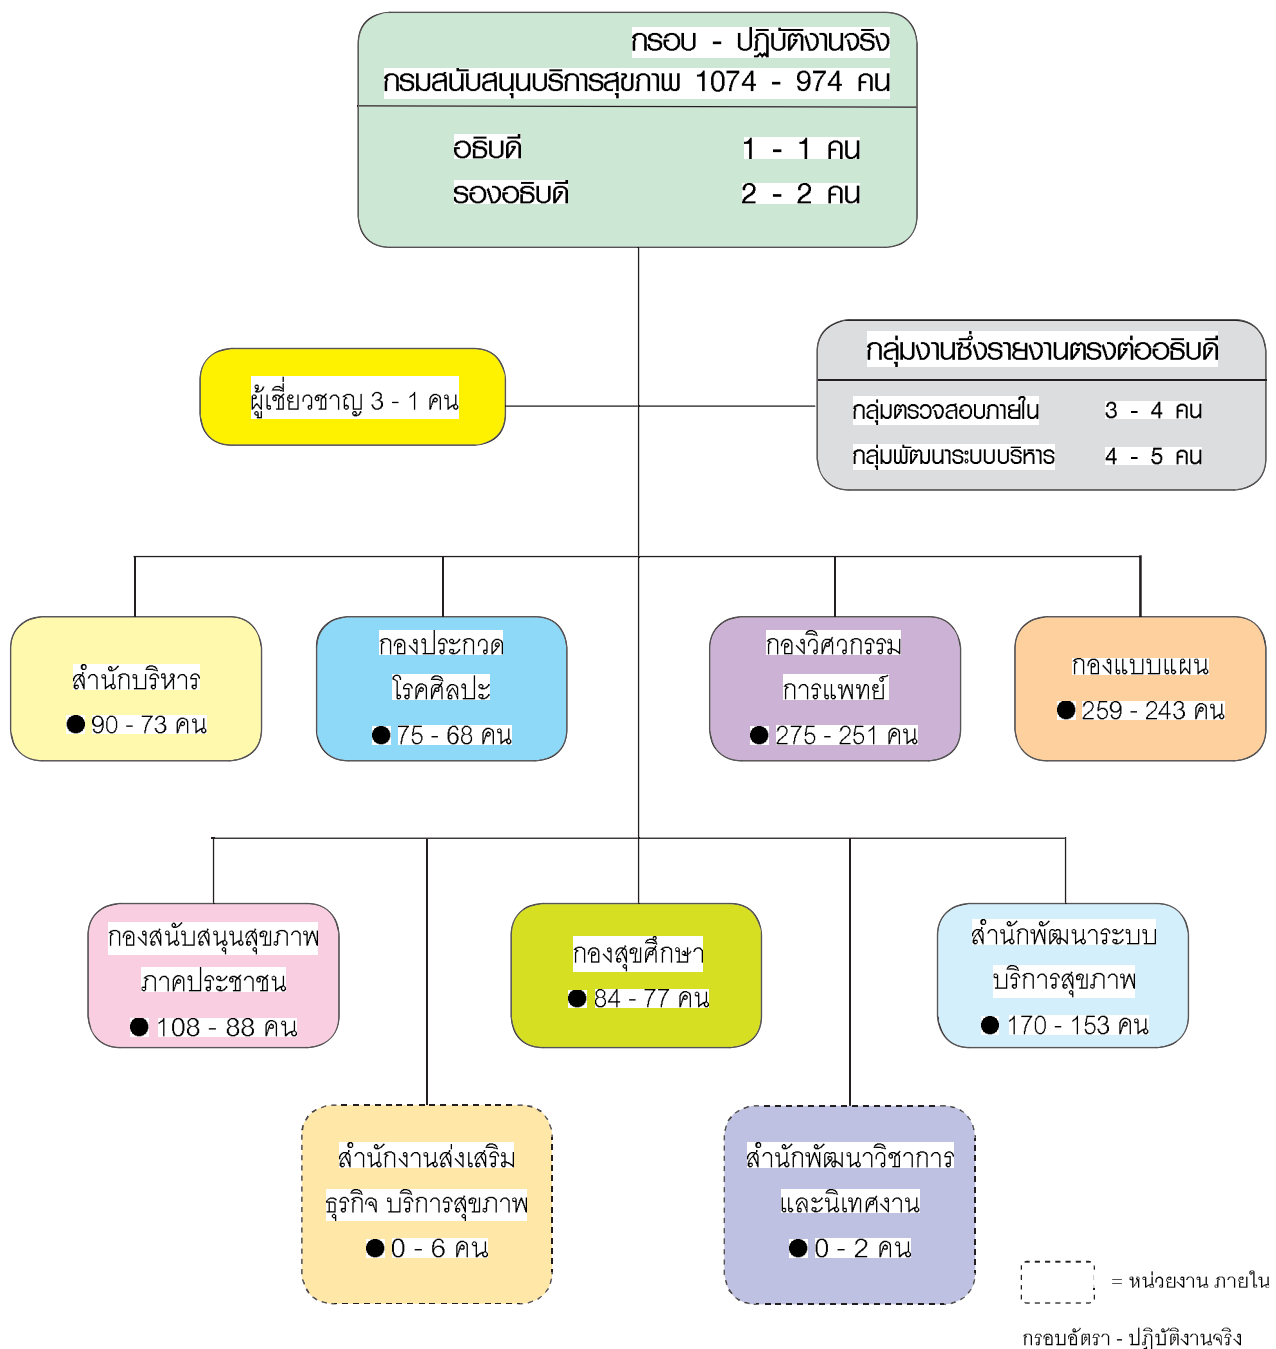 กรอบ - ปฏิบัติงานจริง
กรมสนับสนุนบริการสุขภาพ 1074 - 974 คน
อธิบดี 1 - 1 คน
รองอธิบดี 2 - 2 คน
ผู้เชี่ยวชาญ 3 - 1 คน
กลุ่มงานซึ่งรายงานตรงต่ออธิบดี
กลุ่มตรวจสอบภายใน 3 - 4 คน
กลุ่มพัฒนาระบบบริหาร 4 - 5 คน
สำนักบริหาร
● 90 - 73 คน
กองประกวด
โรคศิลปะ
● 75 - 68 คน
กองวิศวกรรม
การแพทย์
● 275 - 251 คน
กองแบบแผน
● 259 - 243 คน
กองสนับสนุนสุขภาพ
ภาคประชาชน
● 108 - 88 คน
กองสุขศึกษา
● 84 - 77 คน
สำนักพัฒนาระบบ
บริการสุขภาพ
● 170 - 153 คน
สำนักงานส่งเสริม
ธุรกิจ บริการสุขภาพ
● 0 - 6 คน
สำนักพัฒนาวิชาการ
และนิเทศงาน
● 0 - 2 คน
= หน่วยงาน ภายใน
กรอบอัตรา - ปฏิบัติงานจริง